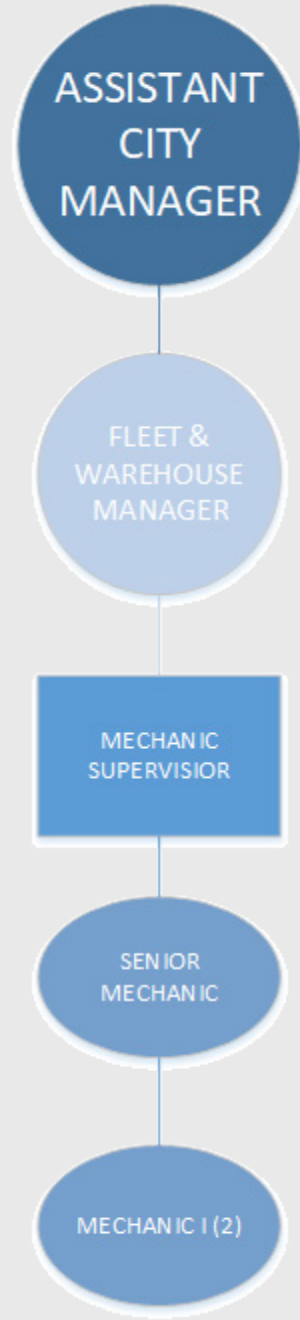 ASSISTANT
CITY
MANAGER
FLEET &
WAREHOUSE
MANAGER
MECHANIC
SUPERVISIOR
SENIOR
MECHANIC
MECHANIC I (2)